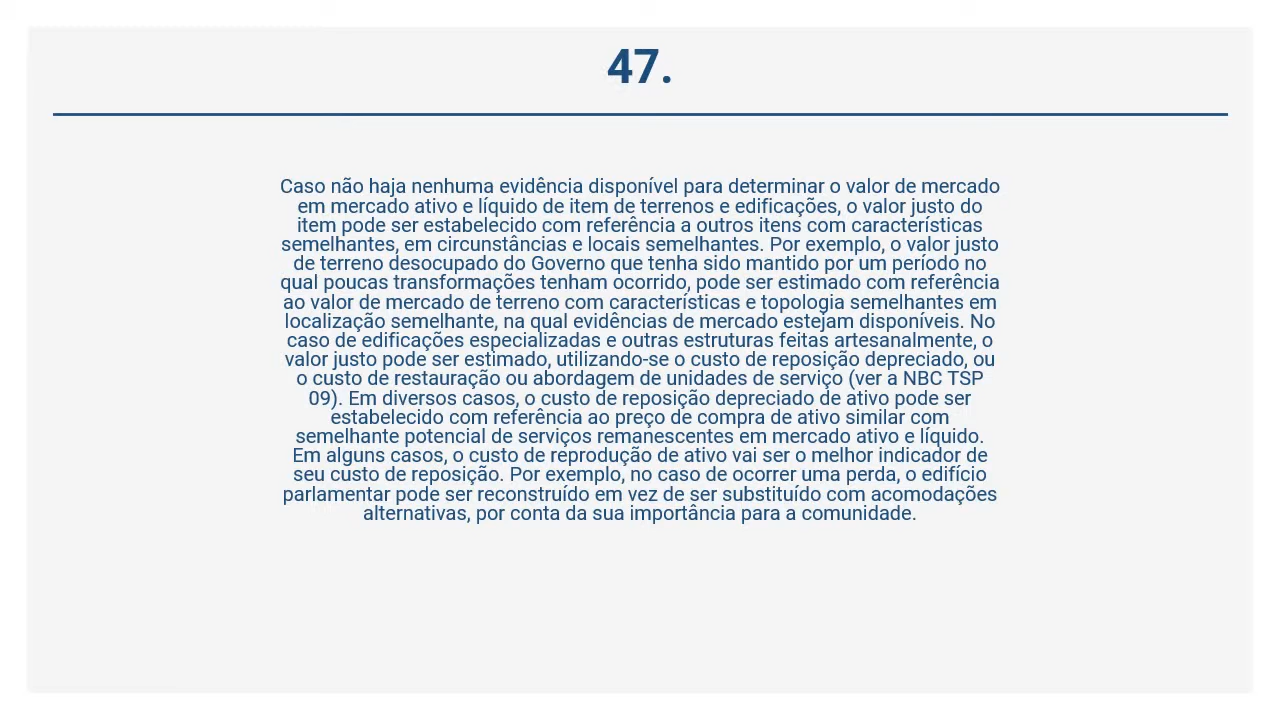 47.
Caso não haja nenhuma evidência disponível para determinar o valor de mercado
em mercado ativo e líquido de item de terrenos e edificações, o valor justo do
item pode ser estabelecido com referência a outros itens com características
semelhantes, em circunstâncias e locais semelhantes. Por exemplo, o valor justo
de terreno desocupado do Governo que tenha sido mantido por um período no
qual poucas transformações tenham ocorrido, pode ser estimado com referência
ao valor de mercado de terreno com características e topologia semelhantes em
localização semelhante, na qual evidências de mercado estejam disponíveis. No
caso de edificações especializadas e outras estruturas feitas artesanalmente, o
valor justo pode ser estimado, utilizando-se o custo de reposição depreciado, ou
o custo de restauração ou abordagem de unidades de serviço (ver a NBC TSP
09). Em diversos casos, o custo de reposição depreciado de ativo pode ser
estabelecido com referência ao preço de compra de ativo similar com
semelhante potencial de serviços remanescentes em mercado ativo e líquido.
Em alguns casos, o custo de reprodução de ativo vai ser o melhor indicador de
seu custo de reposição. Por exemplo, no caso de ocorrer uma perda, o edifício
parlamentar pode ser reconstruído em vez de ser substituído com acomodações
alternativas, por conta da sua importância para a comunidade.